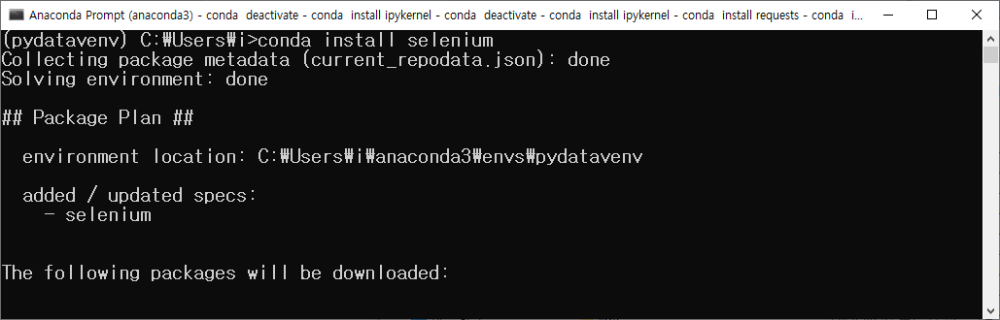 Anaconda Prompt (anaconda3) - conda  deactivate - conda  install ipykernel - conda  deactivate - conda  install ipykernel - conda  install requests - conda  i...
(pydatavenv) C:₩Users₩i>conda install selenium
Collecting package metadata (current_repodata.json): done
Solving environment: done
## Package Plan ##
environment location: C:₩Users₩i₩anaconda3₩envs₩pydatavenv
added / updated specs:
- selenium
The following packages will be downloaded: